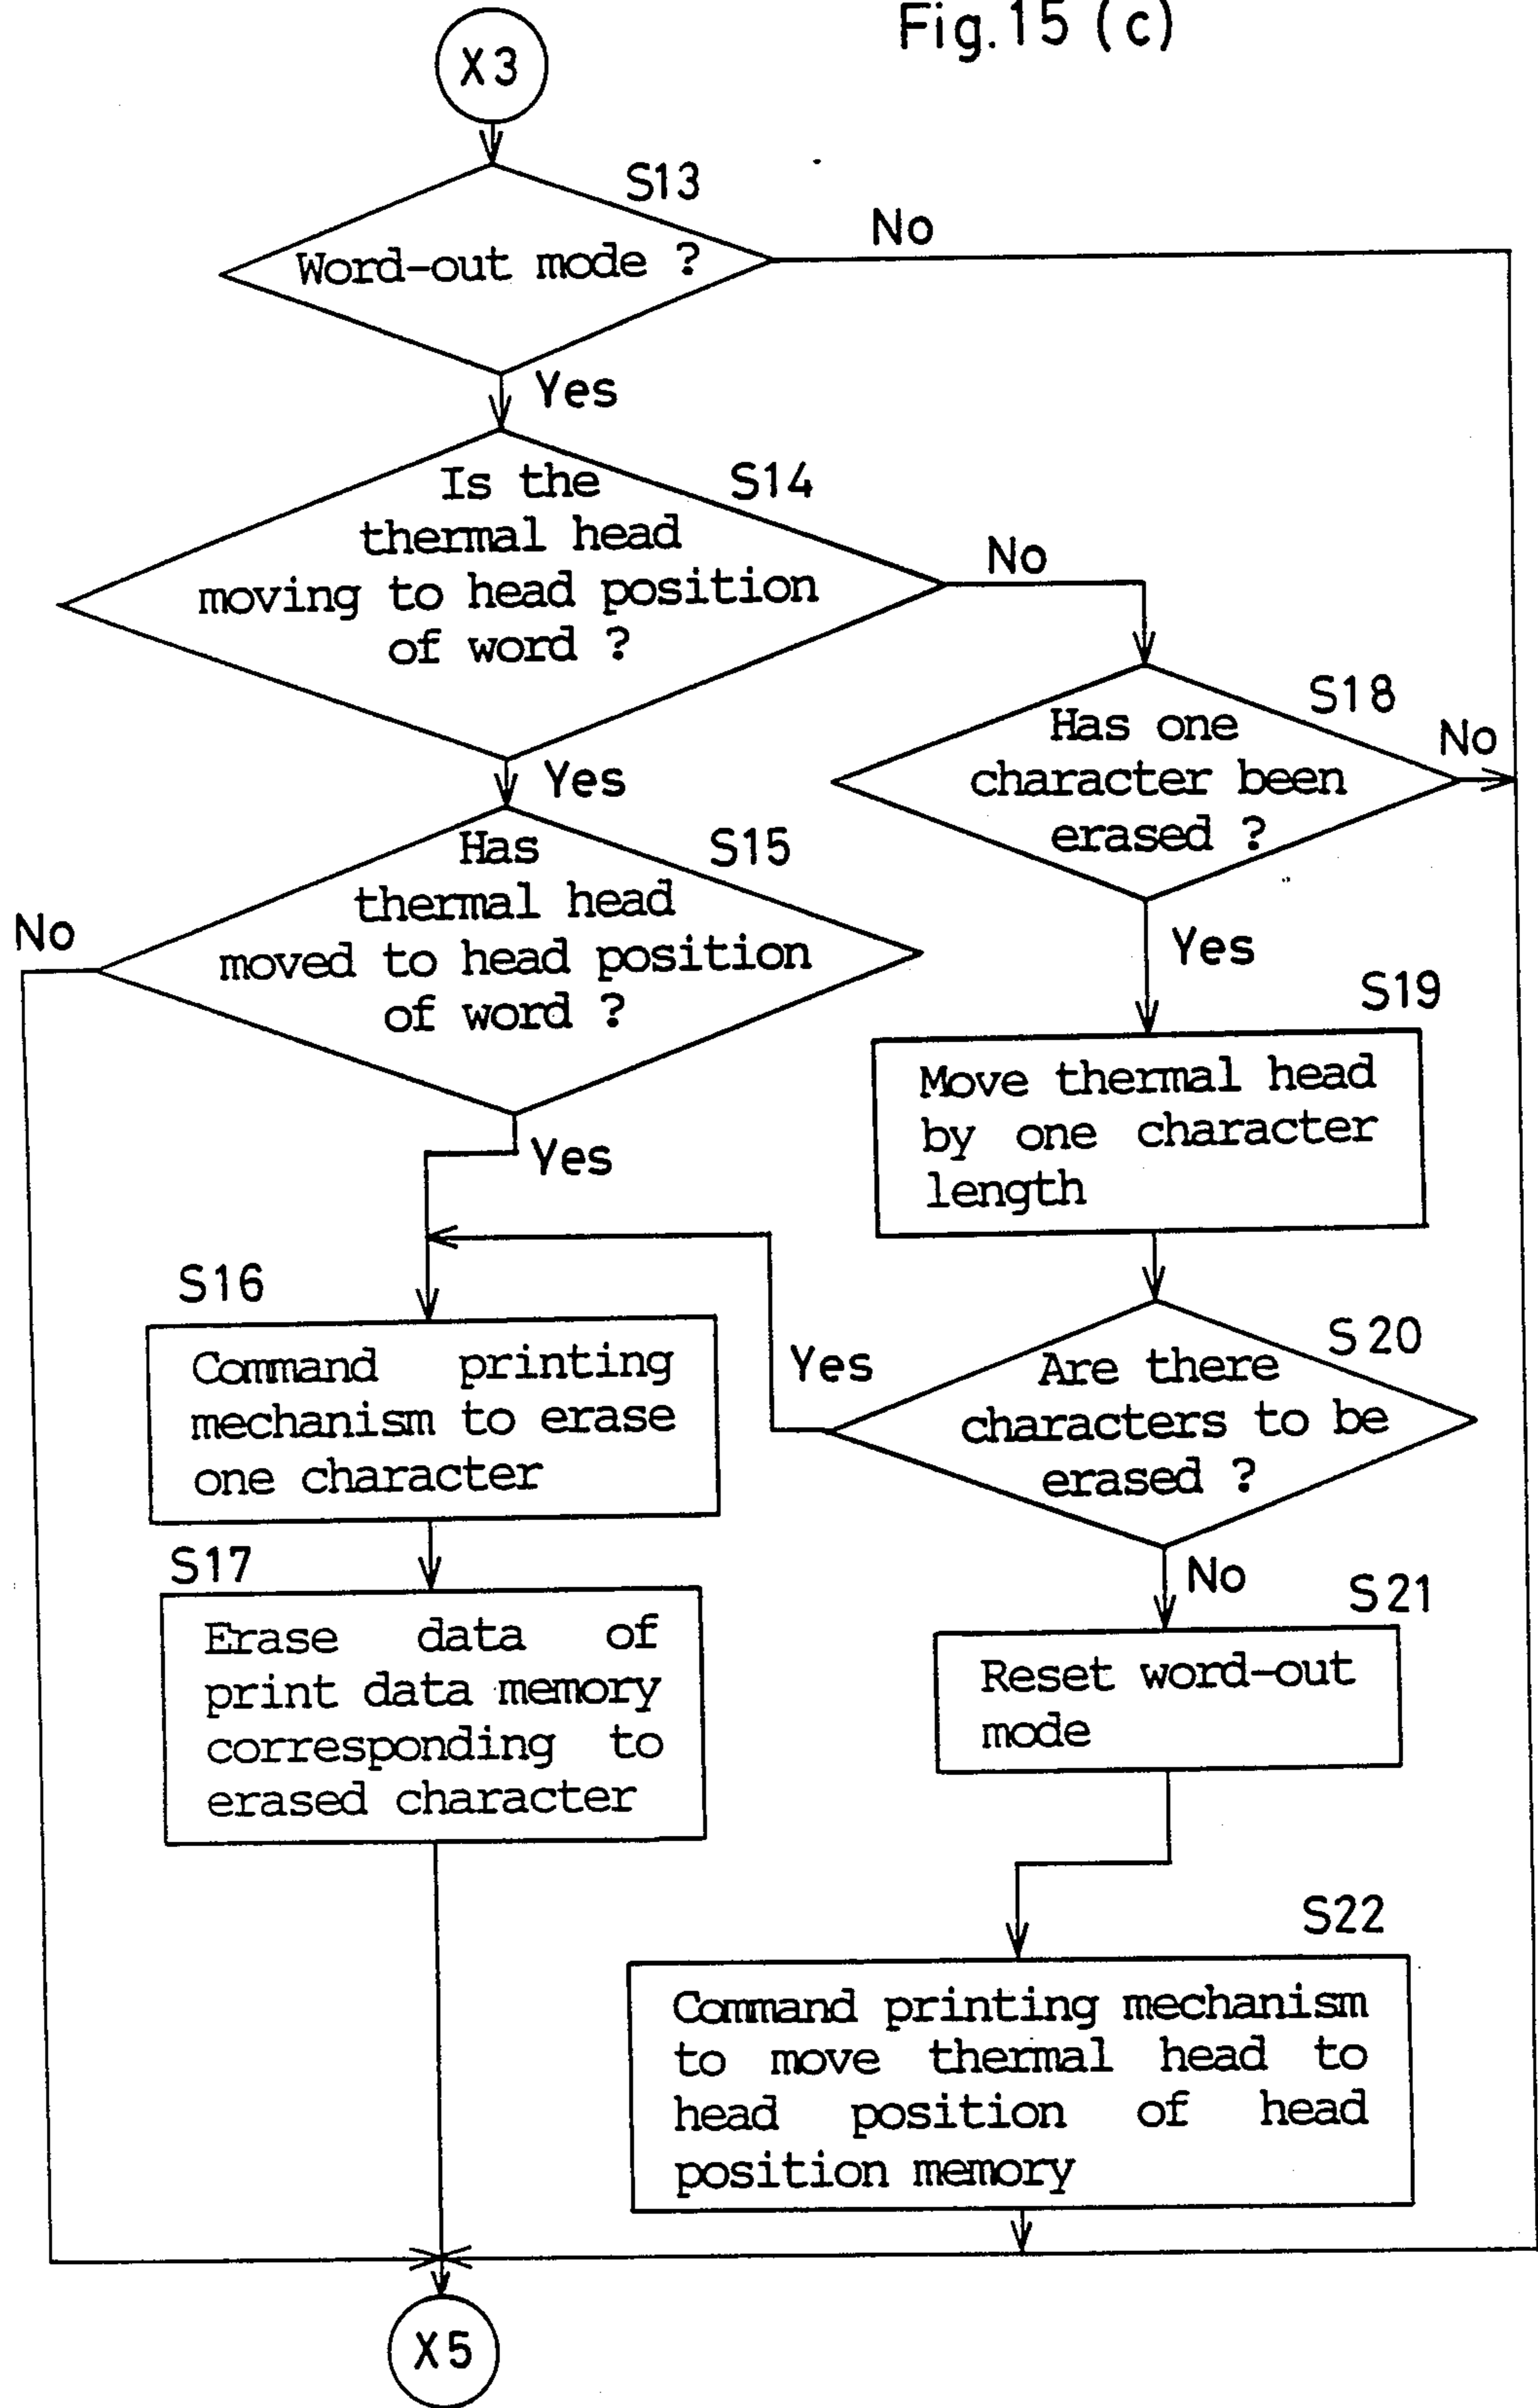 Fig.15 (c)
X3
S13
Word-out mode ?
No
Yes
S14
Is the
thermal head
moving to head position
of word ?
No
Yes
S18
Has one
character been
erased ?
No
Yes
S15
Has
thermal head
moved to head position
of word ?
No
Yes
S19
Move thermal head
by one character
length
S16
Command printing
mechanism to erase
one character
S20
Are there
characters to be
erased ?
Yes
No
S17
Erase data of
print data memory
corresponding to
erased character
S21
Reset word-out
mode
S22
Command printing mechanism
to move thermal head to
head position of head
position memory
X5